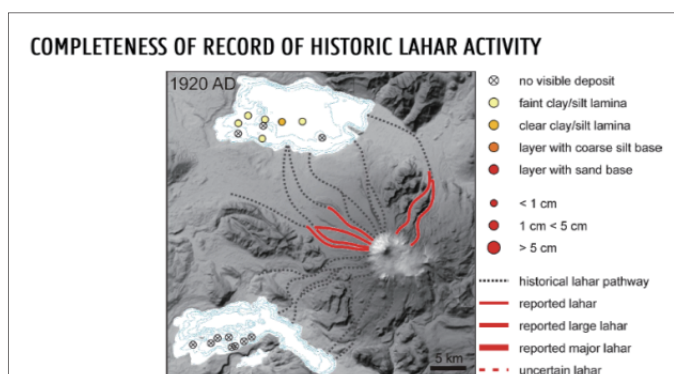 COMPLETENESS OF RECORD OF HISTORIC LAHAR ACTIVITY
1920 AD
no visible deposit
faint clay/silt lamina
clear clay/silt lamina
layer with coarse silt base
layer with sand base
< 1 cm
1 cm < 5 cm
> 5 cm
historical lahar pathway
reported lahar
reported large lahar
reported major lahar
uncertain lahar
5 km